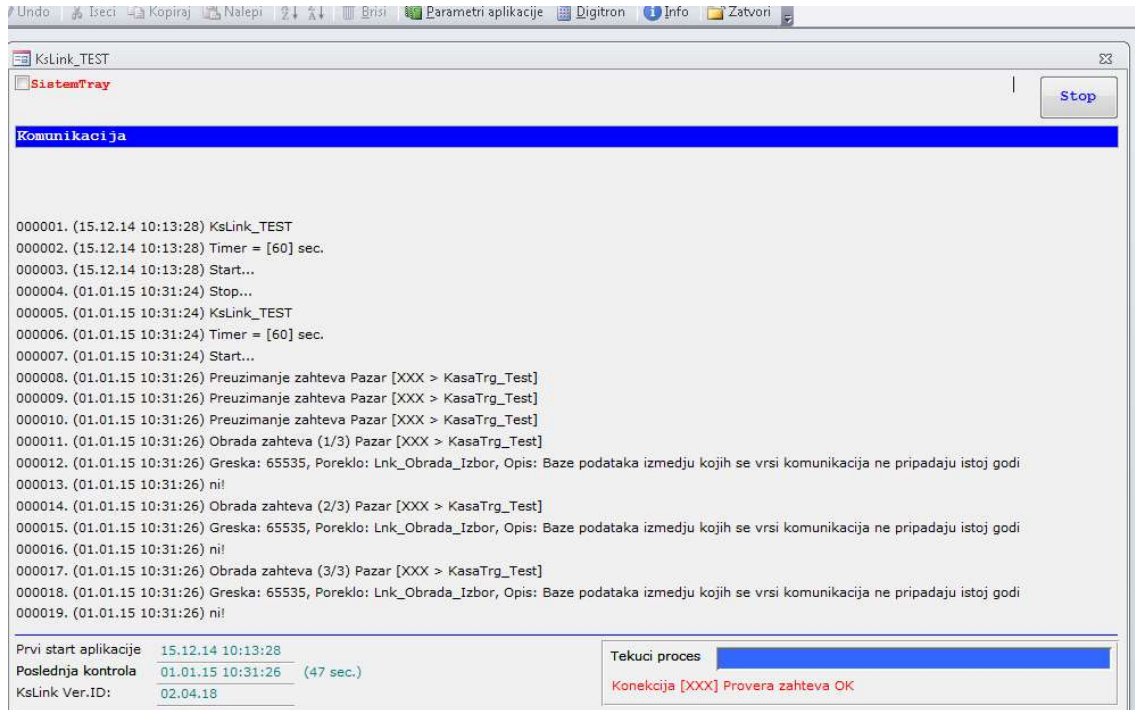 Undo Iseci Kopiraj Nalepi Brisi Parametri aplikacije Digitron Info Zatvori
KsLink_TEST
SistemTray
Stop
Komunikacija
000001. (15.12.14 10:13:28) KsLink_TEST
000002. (15.12.14 10:13:28) Timer = [60] sec.
000003. (15.12.14 10:13:28) Start...
000004. (01.01.15 10:31:24) Stop...
000005. (01.01.15 10:31:24) KsLink_TEST
000006. (01.01.15 10:31:24) Timer = [60] sec.
000007. (01.01.15 10:31:24) Start...
000008. (01.01.15 10:31:26) Preuzimanje zahteva Pazar [XXX > KasaTrg_Test]
000009. (01.01.15 10:31:26) Preuzimanje zahteva Pazar [XXX > KasaTrg_Test]
000010. (01.01.15 10:31:26) Preuzimanje zahteva Pazar [XXX > KasaTrg_Test]
000011. (01.01.15 10:31:26) Obrada zahteva (1/3) Pazar [XXX > KasaTrg_Test]
000012. (01.01.15 10:31:26) Greska: 65535, Poreklo: Lnk_Obrada_Izbor, Opis: Baze podataka izmedju kojih se vrsi komunikacija ne pripadaju istoj godi
000013. (01.01.15 10:31:26) ni!
000014. (01.01.15 10:31:26) Obrada zahteva (2/3) Pazar [XXX > KasaTrg_Test]
000015. (01.01.15 10:31:26) Greska: 65535, Poreklo: Lnk_Obrada_Izbor, Opis: Baze podataka izmedju kojih se vrsi komunikacija ne pripadaju istoj godi
000016. (01.01.15 10:31:26) ni!
000017. (01.01.15 10:31:26) Obrada zahteva (3/3) Pazar [XXX > KasaTrg_Test]
000018. (01.01.15 10:31:26) Greska: 65535, Poreklo: Lnk_Obrada_Izbor, Opis: Baze podataka izmedju kojih se vrsi komunikacija ne pripadaju istoj godi
000019. (01.01.15 10:31:26) ni!
Prvi start aplikacije 15.12.14 10:13:28
Poslednja kontrola 01.01.15 10:31:26 (47 sec.)
KsLink Ver.ID: 02.04.18
Tekuci proces
Konekcija [XXX] Provera zahteva OK